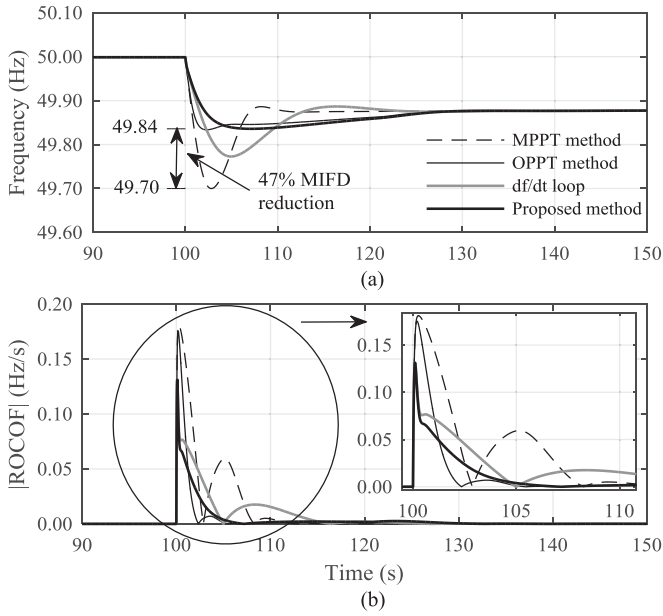 50.10
50.00
49.90
49.80
49.70
49.60
Frequency (Hz)
49.84
49.70
47% MIFD
reduction
MPPT method
OPPT method
df/dt loop
Proposed method
90 100 110 120 130 140 150
(a)
0.20
0.15
0.10
0.05
0.00
|ROCOF| (Hz/s)
0.15
0.10
0.05
0.00
100 105 110
90 100 110 120 130 140 150
Time (s)
(b)